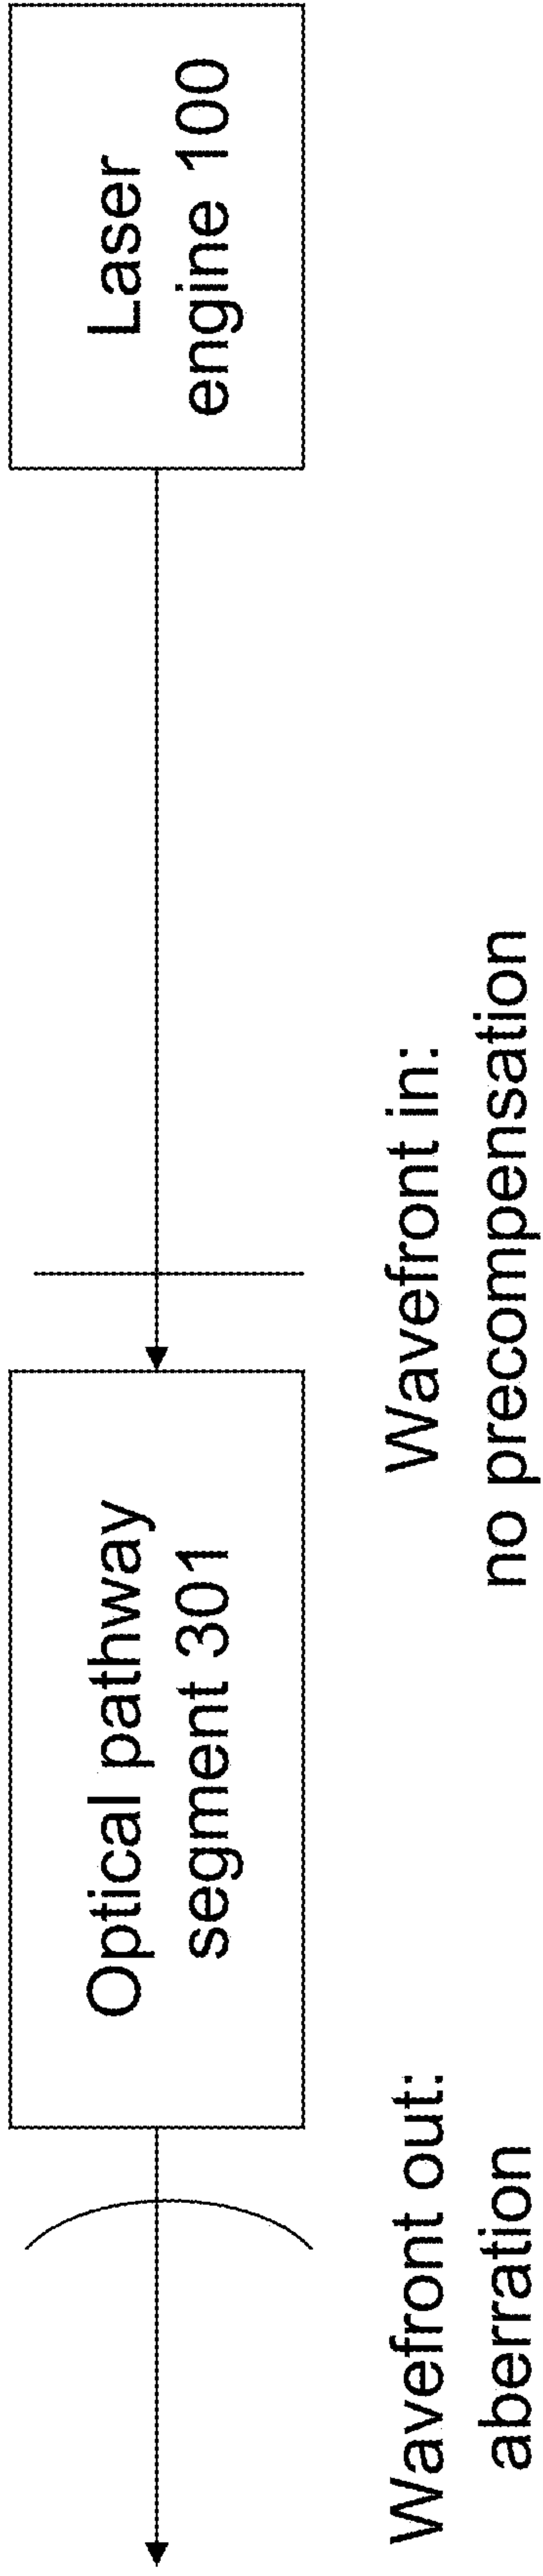 Laser
engine 100
Optical pathway
segment 301
Wavefront in:
no precompensation
Wavefront out:
aberration